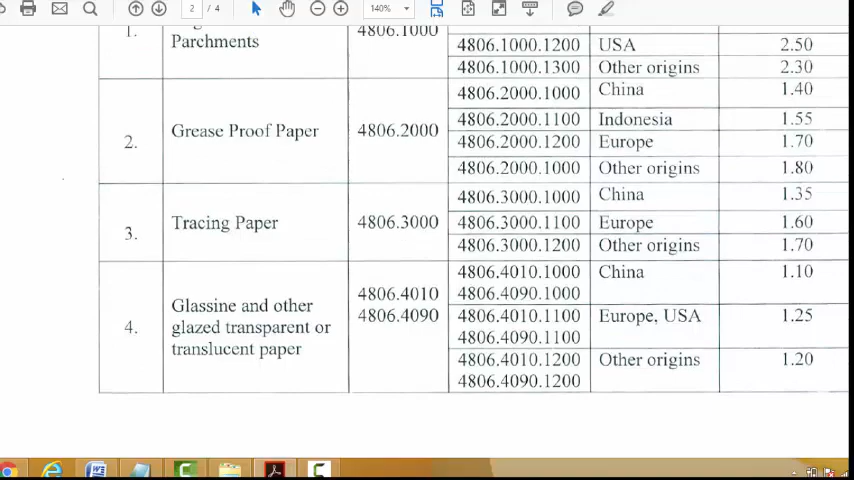 2 / 4
140%
1.
Parchments
4806.1000
4806.1000.1200 USA 2.50
4806.1000.1300 Other origins 2.30
2.
Grease Proof Paper
4806.2000
4806.2000.1000 China 1.40
4806.2000.1100 Indonesia 1.55
4806.2000.1200 Europe 1.70
4806.2000.1000 Other origins 1.80
3.
Tracing Paper
4806.3000
4806.3000.1000 China 1.35
4806.3000.1100 Europe 1.60
4806.3000.1200 Other origins 1.70
4.
Glassine and other
glazed transparent or
translucent paper
4806.4010
4806.4090
4806.4010.1000 China 1.10
4806.4090.1000
4806.4010.1100 Europe, USA 1.25
4806.4090.1100
4806.4010.1200 Other origins 1.20
4806.4090.1200